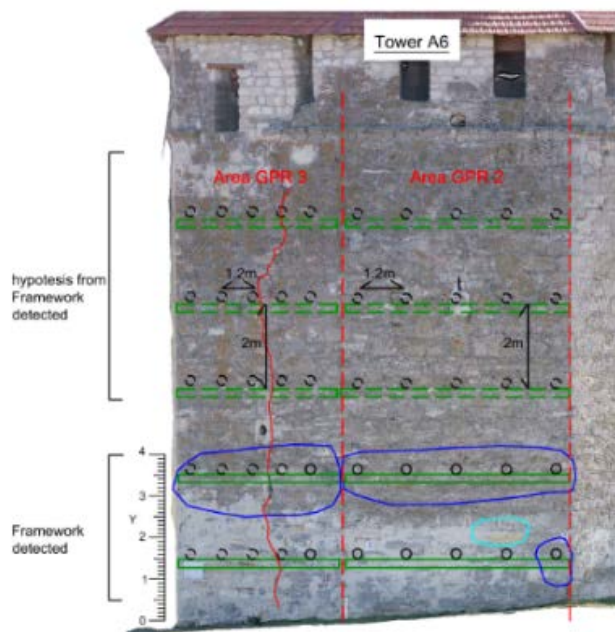 Tower A6
Area GPR 3
Area GPR 2
1.2m
1.2m
hypotesis from
Framework
detected
2m
2m
4
3
Y
2
Framework
detected
1
0